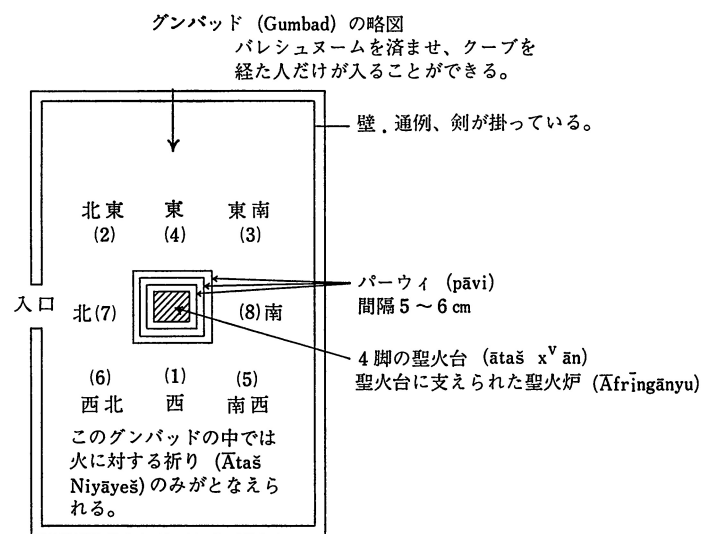 グンバッド (Gumbad) の略図
バレシュヌームを済ませ、クーブを
経た人だけが入ることができる。
壁．通例、剣が掛っている。
北東 東 東南
(2) (4) (3)
パーウィ (pāvi)
間隔5～6cm
入口
北(7) (8)南
4脚の聖火台 (ātaš xᵛān)
聖火台に支えられた聖火炉 (Āfrīngānyu)
(6) (1) (5)
西北 西 南西
このグンバッドの中では
火に対する祈り (Ātaš
Niyāyeš) のみがとなえら
れる。